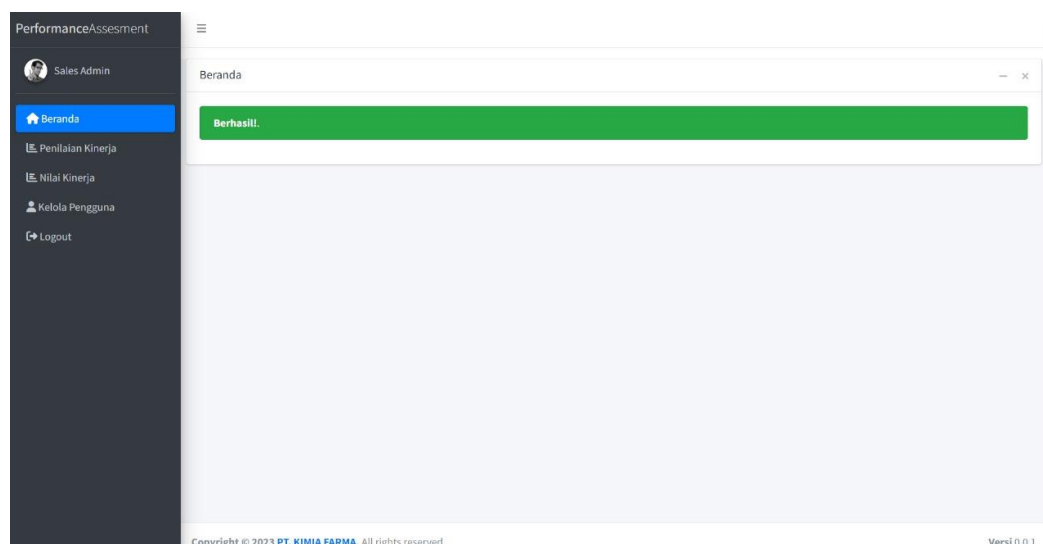 PerformanceAssesment
Sales Admin
Beranda
Penilaian Kinerja
Nilai Kinerja
Kelola Pengguna
Logout
Beranda
Berhasil!.
Copyright © 2023 PT. KIMIA FARMA. All rights reserved.
Versi 0.0.1